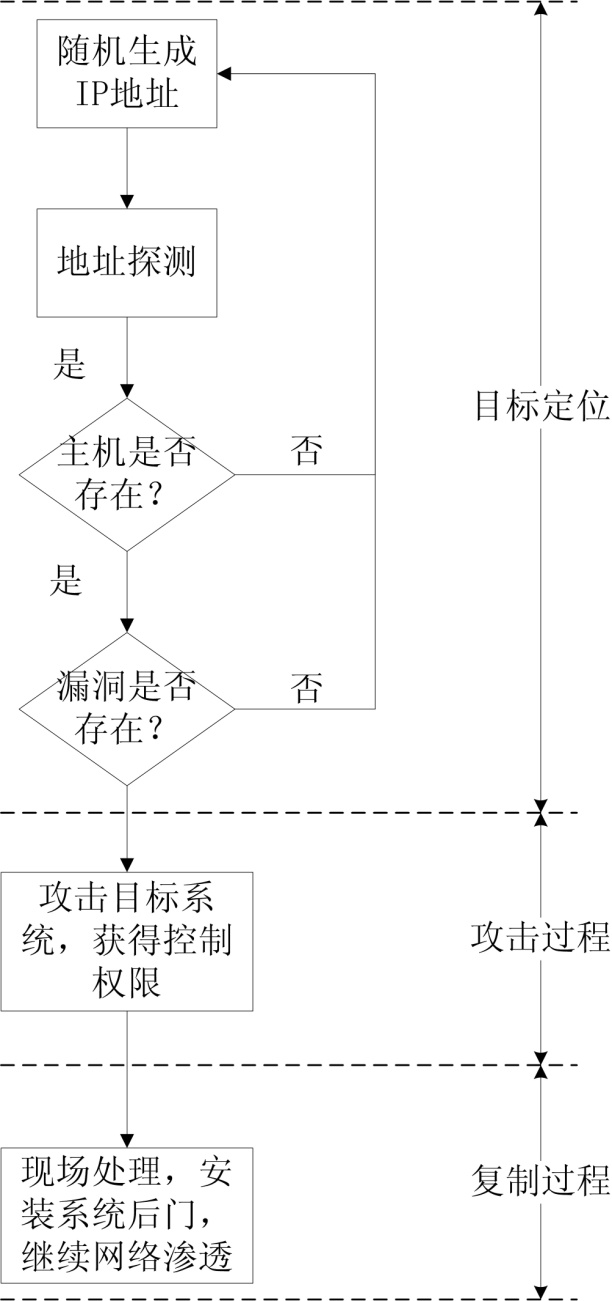 随机生成
IP地址
地址探测
是
主机是否
存在？
否
目标定位
是
漏洞是否
存在？
否
攻击目标系
统，获得控制
权限
攻击过程
现场处理，安
装系统后门，
继续网络渗透
复制过程